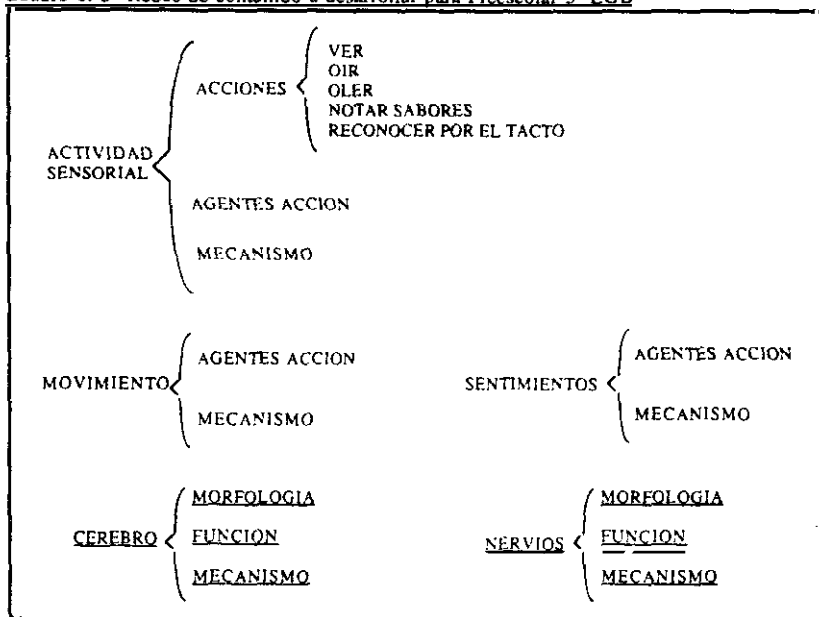 VER
OIR
ACCIONES
OLER
NOTAR SABORES
RECONOCER POR EL TACTO
ACTIVIDAD
SENSORIAL
AGENTES ACCION
MECANISMO
MOVIMIENTO
AGENTES ACCION
MECANISMO
SENTIMIENTOS
AGENTES ACCION
MECANISMO
CEREBRO
MORFOLOGIA
FUNCION
MECANISMO
NERVIOS
MORFOLOGIA
FUNCION
MECANISMO